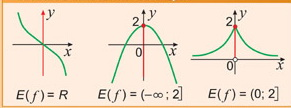 y
x
E(f) = R
y
2
0
x
E(f) = (-∞; 2]
y
2
0
x
E(f) = (0; 2]